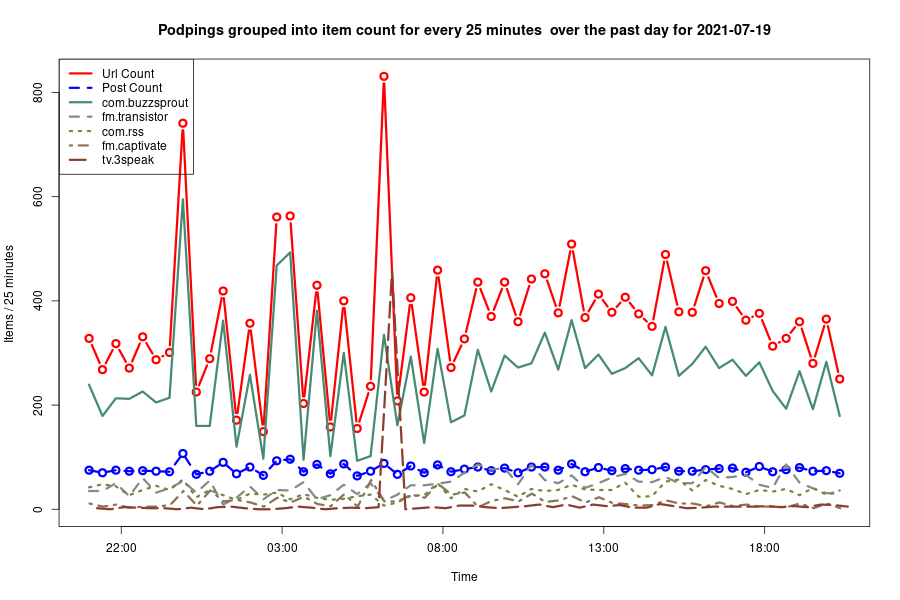 Podpings grouped into item count for every 25 minutes  over the past day for 2021-07-19
Url Count
Post Count
com.buzzsprout
fm.transistor
com.rss
fm.captivate
tv.3speak
800
600
400
200
0
Items / 25 minutes
22:00 03:00 08:00 13:00 18:00
Time